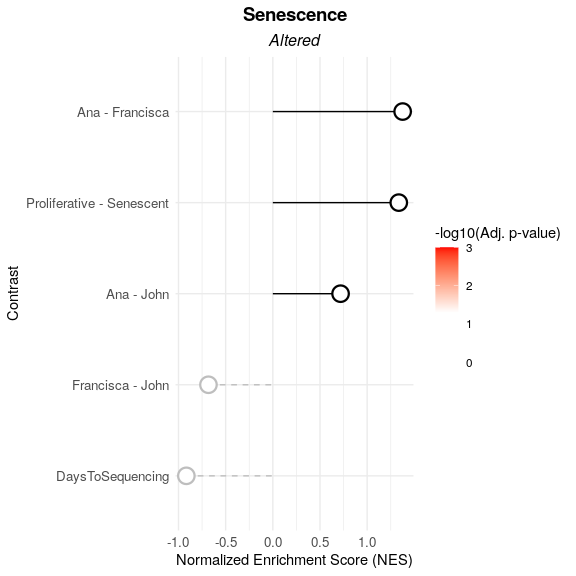 Senescence
Altered
Contrast
Ana - Francisca
Proliferative - Senescent
Ana - John
Francisca - John
DaysToSequencing
-1.0 -0.5 0.0 0.5 1.0
Normalized Enrichment Score (NES)
-log10(Adj. p-value)
3
2
1
0